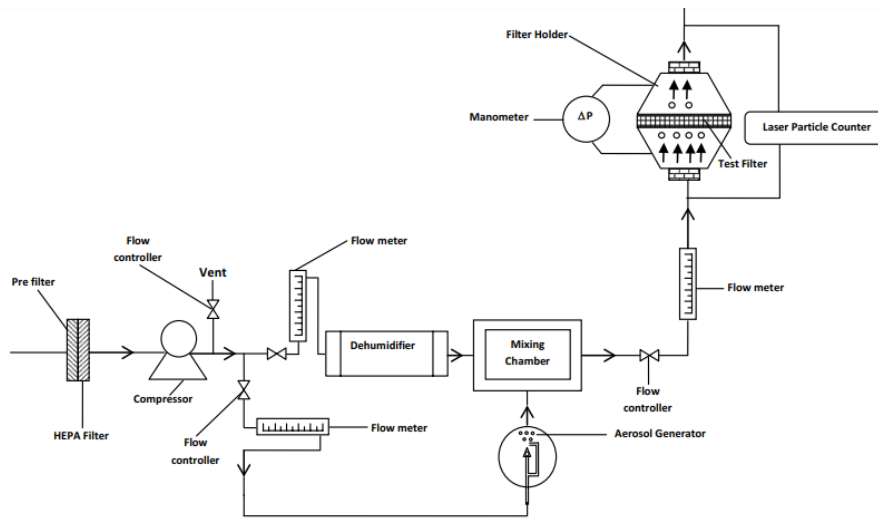 Filter Holder
Manometer
ΔP
Laser Particle Counter
Test Filter
Flow
controller
Flow meter
Vent
Pre filter
Flow meter
Dehumidifier
Mixing
Chamber
Compressor
Flow
controller
HEPA Filter
Flow
controller
Flow meter
Aerosol Generator